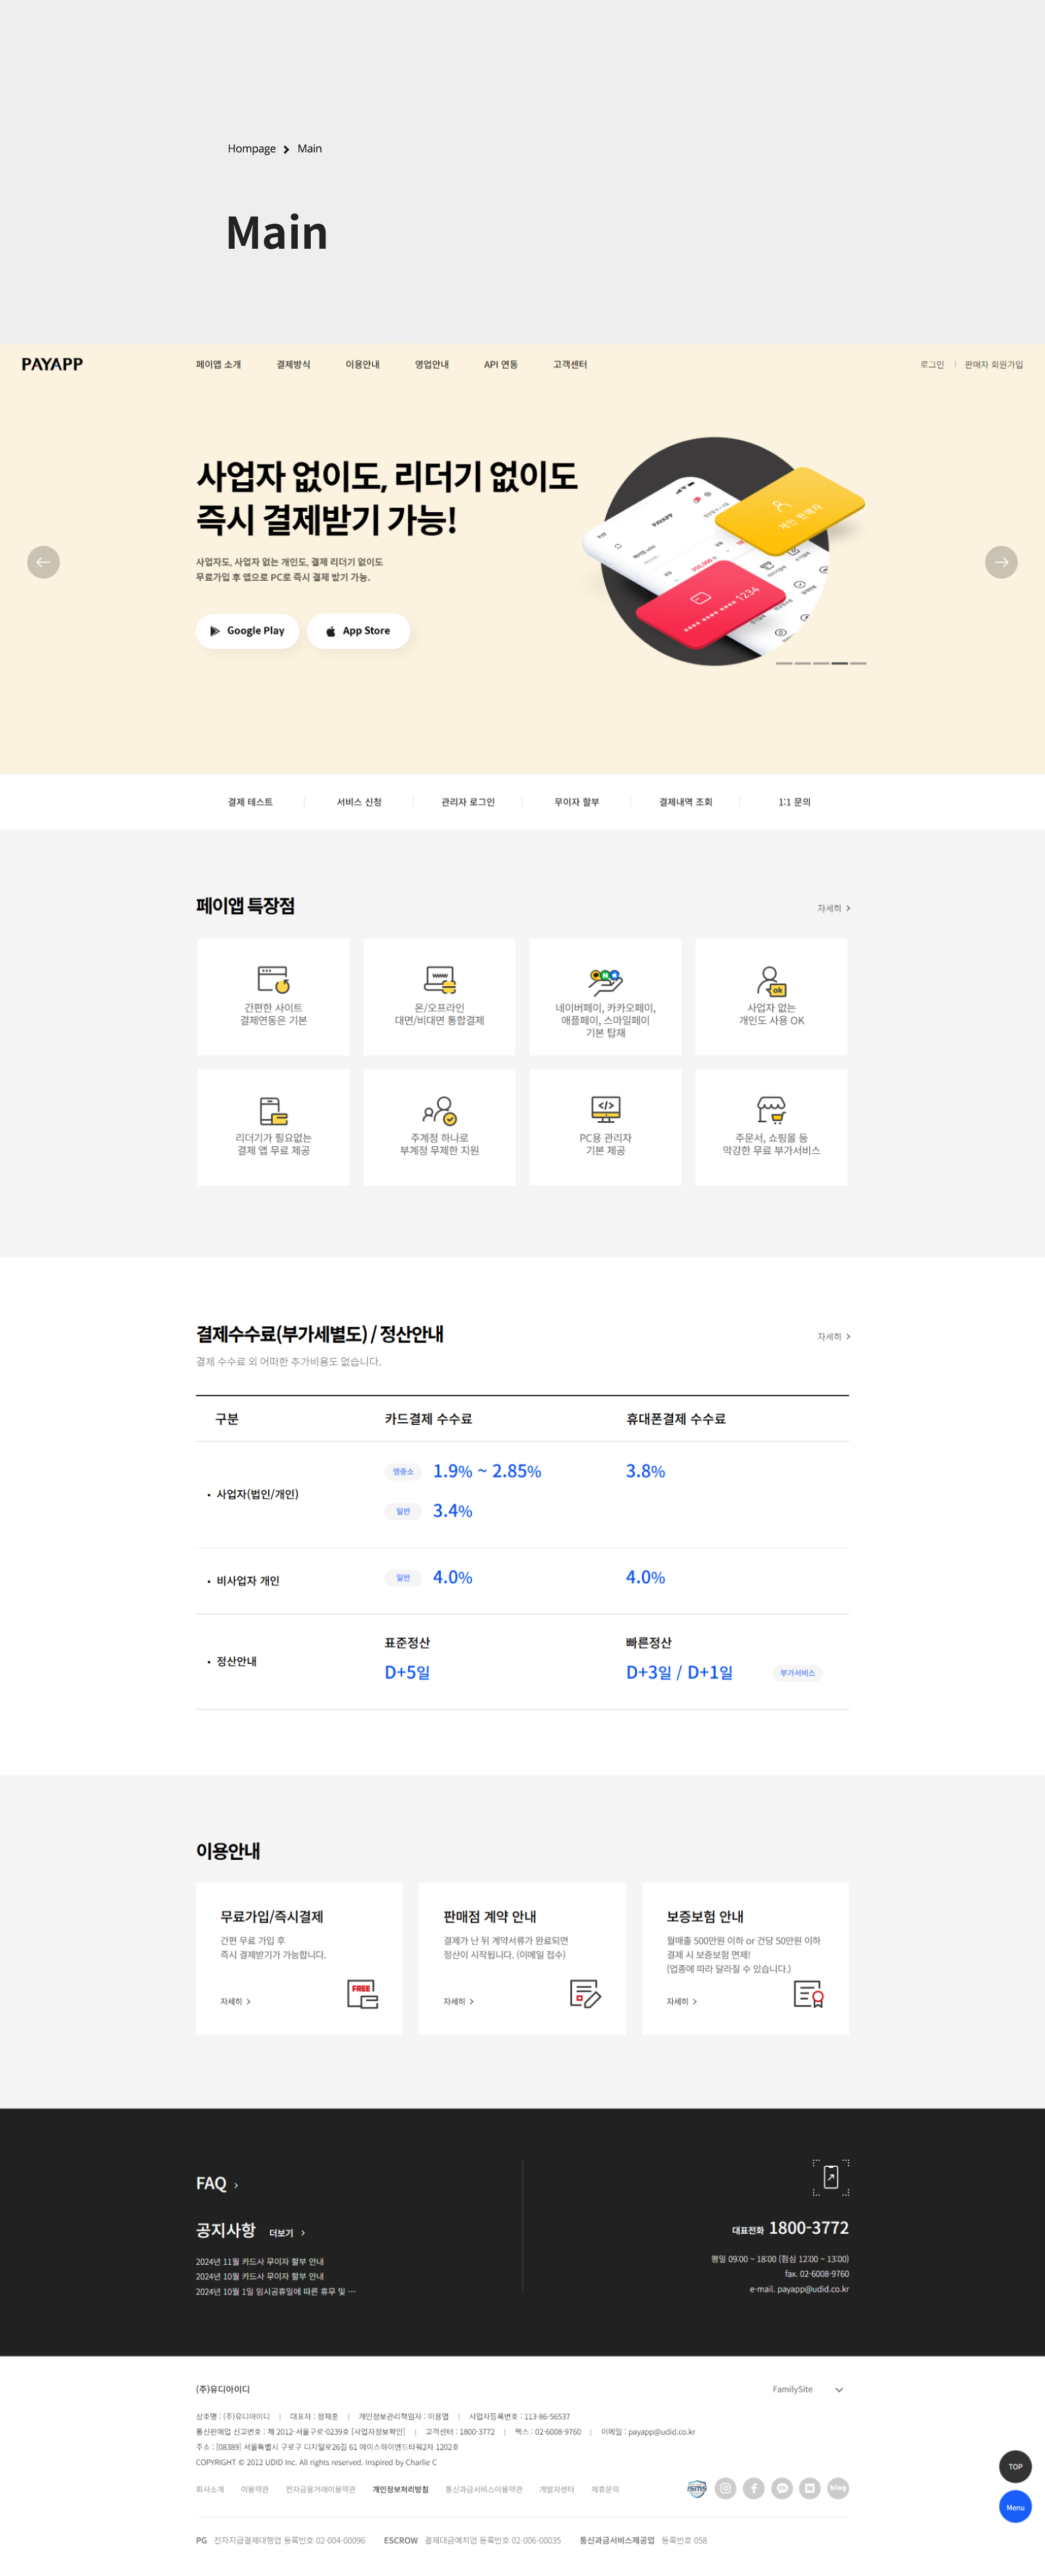 Hompage > Main
Main
PAYAPP
페이앱 소개 결제방식 이용안내 영업안내 API 연동 고객센터
로그인 | 판매자 회원가입
사업자 없이도, 리더기 없이도
즉시 결제받기 가능!
사업자도, 사업자 없는 개인도, 결제 리더기 없이도
무료가입 후 앱으로 PC로 즉시 결제 받기 가능.
Google Play
App Store
PAYAPP
개인 판매자
1234
결제 테스트 서비스 신청 관리자 로그인 무이자 할부 결제내역 조회 1:1 문의
페이앱 특장점
자세히 >
간편한 사이트
결제연동은 기본
www
온/오프라인
대면/비대면 통합결제
네이버페이, 카카오페이,
애플페이, 스마일페이
기본 탑재
ok
사업자 없는
개인도 사용 OK
리더기가 필요없는
결제 앱 무료 제공
주계정 하나로
부계정 무제한 지원
</>
PC용 관리자
기본 제공
주문서, 쇼핑몰 등
막강한 무료 부가서비스
결제수수료(부가세별도) / 정산안내
자세히 >
결제 수수료 외 어떠한 추가비용도 없습니다.
구분 카드결제 수수료 휴대폰결제 수수료
• 사업자(법인/개인)
영중소 1.9% ~ 2.85%
3.8%
일반 3.4%
• 비사업자 개인
일반 4.0%
4.0%
• 정산안내
표준정산
D+5일
빠른정산
D+3일 / D+1일 부가서비스
이용안내
무료가입/즉시결제
간편 무료 가입 후
즉시 결제받기가 가능합니다.
자세히 >
FREE
판매점 계약 안내
결제가 난 뒤 계약서류가 완료되면
정산이 시작됩니다. (이메일 접수)
자세히 >
보증보험 안내
월매출 500만원 이하 or 건당 50만원 이하
결제 시 보증보험 면제!
(업종에 따라 달라질 수 있습니다.)
자세히 >
FAQ >
공지사항 더보기 >
2024년 11월 카드사 무이자 할부 안내
2024년 10월 카드사 무이자 할부 안내
2024년 10월 1일 임시공휴일에 따른 휴무 및 ···
대표전화 1800-3772
평일 09:00 ~ 18:00 (점심 12:00 ~ 13:00)
fax. 02-6008-9760
e-mail. payapp@udid.co.kr
(주)유디아이디
FamilySite
상호명 : (주)유디아이디 | 대표자 : 정채훈 | 개인정보관리책임자 : 이용엽 | 사업자등록번호 : 113-86-56537
통신판매업 신고번호 : 제 2012-서울구로-0239호 [사업자정보확인] | 고객센터 : 1800-3772 | 팩스 : 02-6008-9760 | 이메일 : payapp@udid.co.kr
주소 : [08389] 서울특별시 구로구 디지털로26길 61 에이스하이엔드타워2차 1202호
COPYRIGHT © 2012 UDID Inc. All rights reserved. Inspired by Charlie C
회사소개 이용약관 전자금융거래이용약관 개인정보처리방침 통신과금서비스이용약관 개발자센터 제휴문의
isms
blog
TOP
Menu
PG 전자지급결제대행업 등록번호 02-004-00096 ESCROW 결제대금예치업 등록번호 02-006-00035 통신과금서비스제공업 등록번호 058